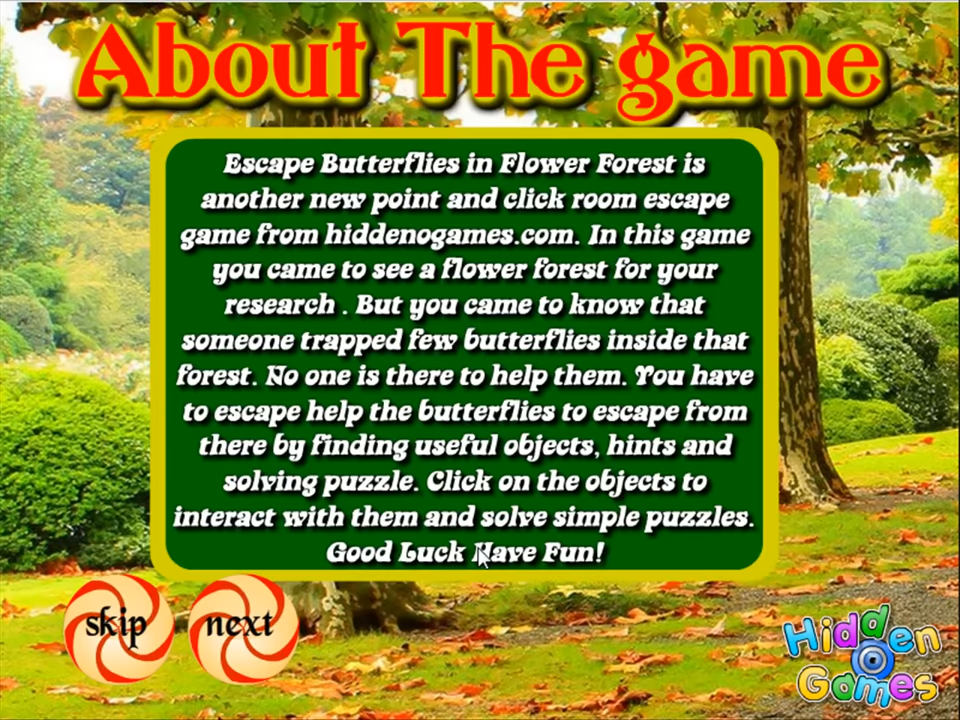 About The game
Escape Butterflies in Flower Forest is
another new point and click room escape
game from hiddenogames.com. In this game
you came to see a flower forest for your
research . But you came to know that
someone trapped few butterflies inside that
forest. No one is there to help them. You have
to escape help the butterflies to escape from
there by finding useful objects, hints and
solving puzzle. Click on the objects to
interact with them and solve simple puzzles.
Good Luck Have Fun!
skip next
Hidden
Games